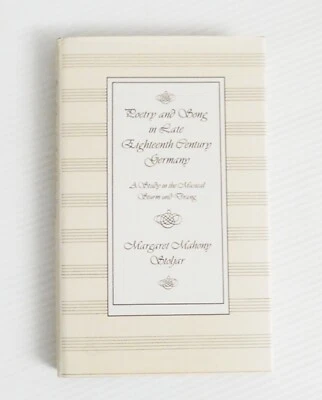 Poetry and Song
in Late
Eighteenth Century
Germany
A Study in the Musical
Sturm und Drang
Margaret Mahony
Stoljar